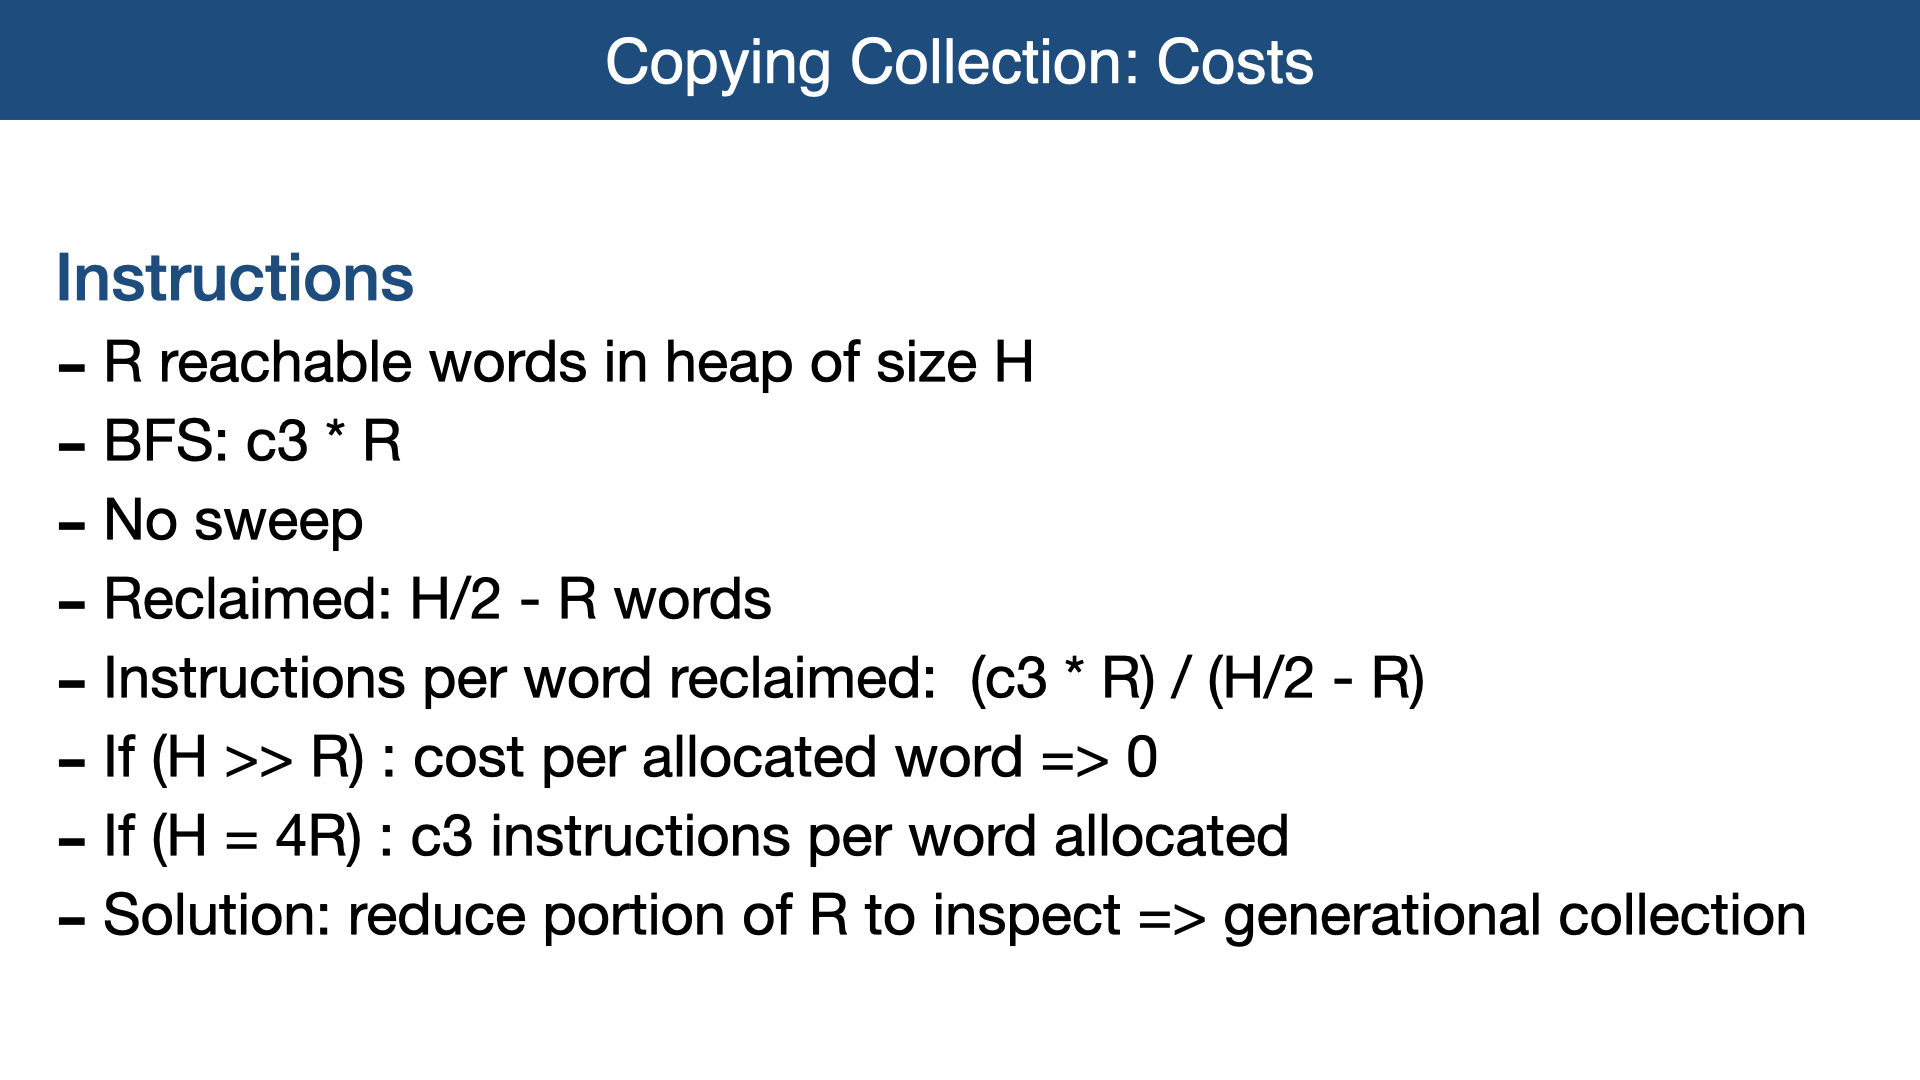 Copying Collection: Costs
Instructions
- R reachable words in heap of size H
- BFS: c3 * R
- No sweep
- Reclaimed: H/2 - R words
- Instructions per word reclaimed:  (c3 * R) / (H/2 - R)
- If (H >> R) : cost per allocated word => 0
- If (H = 4R) : c3 instructions per word allocated
- Solution: reduce portion of R to inspect => generational collection